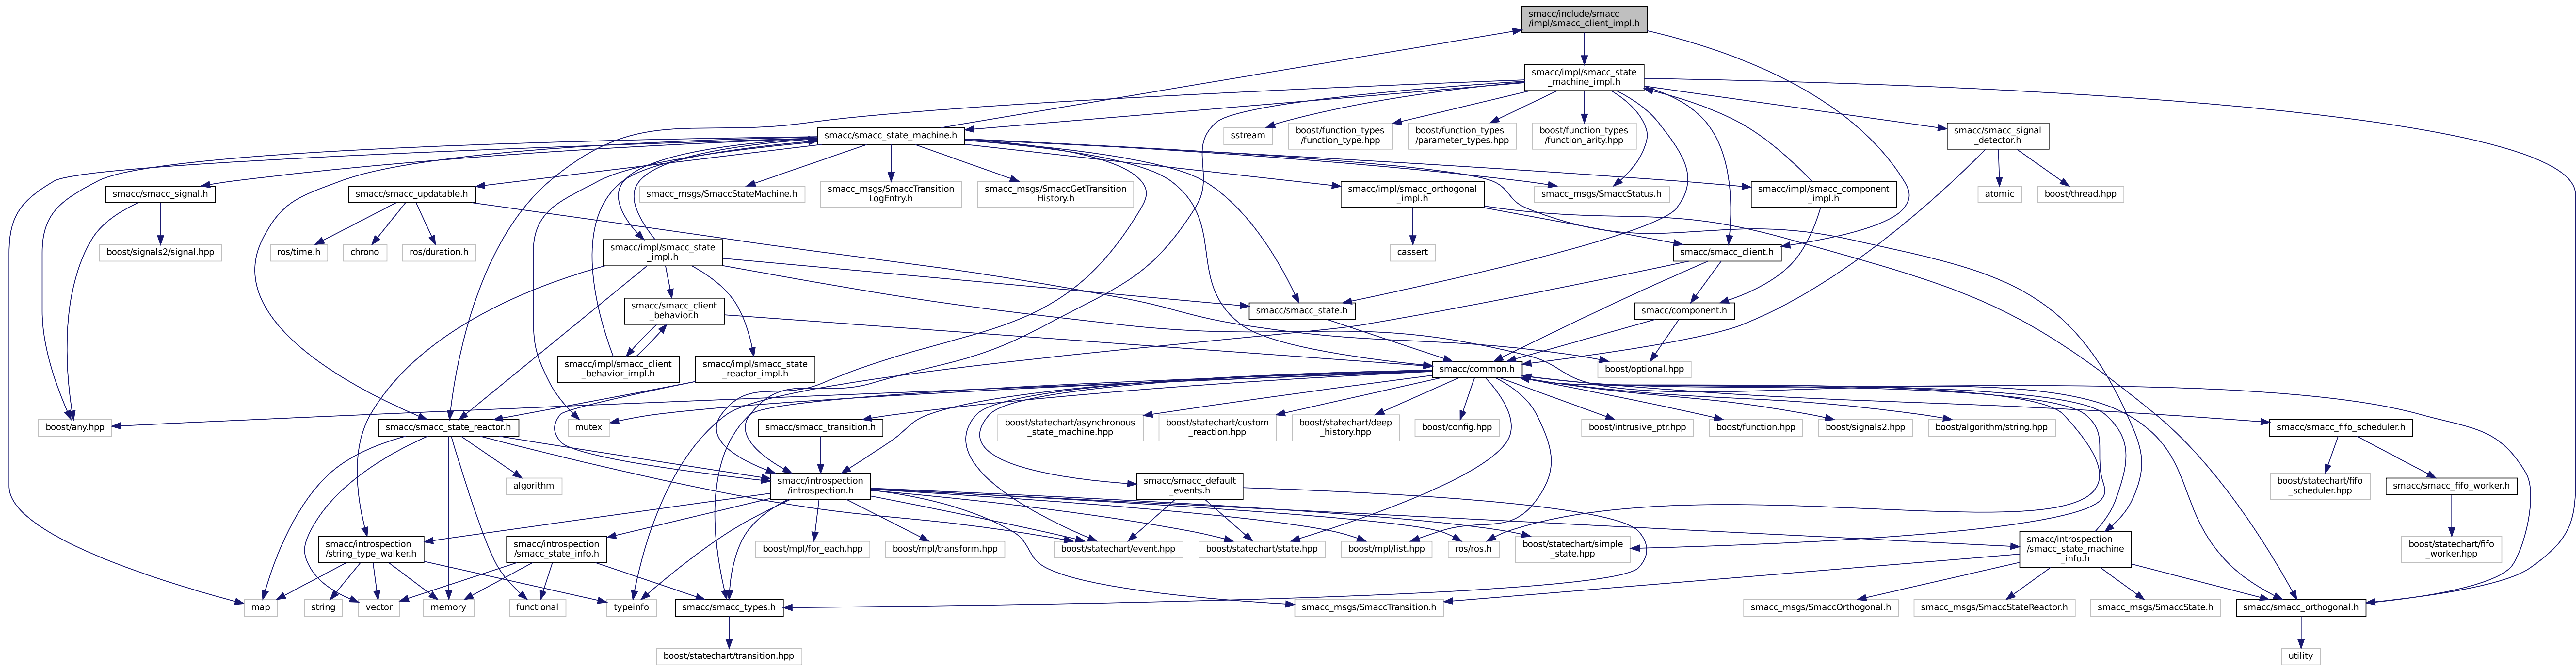 smacc/include/smacc
/impl/smacc_client_impl.h
smacc/impl/smacc_state
_machine_impl.h
smacc/smacc_state_machine.h
sstream
boost/function_types
/function_type.hpp
boost/function_types
/parameter_types.hpp
boost/function_types
/function_arity.hpp
smacc/smacc_signal
_detector.h
smacc/smacc_signal.h
smacc/smacc_updatable.h
smacc_msgs/SmaccStateMachine.h
smacc_msgs/SmaccTransition
LogEntry.h
smacc_msgs/SmaccGetTransition
History.h
smacc/impl/smacc_orthogonal
_impl.h
smacc_msgs/SmaccStatus.h
smacc/impl/smacc_component
_impl.h
atomic
boost/thread.hpp
boost/signals2/signal.hpp
ros/time.h
chrono
ros/duration.h
smacc/impl/smacc_state
_impl.h
cassert
smacc/smacc_client.h
smacc/smacc_client
_behavior.h
smacc/smacc_state.h
smacc/component.h
smacc/impl/smacc_client
_behavior_impl.h
smacc/impl/smacc_state
_reactor_impl.h
smacc/common.h
boost/optional.hpp
boost/any.hpp
smacc/smacc_state_reactor.h
mutex
smacc/smacc_transition.h
boost/statechart/asynchronous
_state_machine.hpp
boost/statechart/custom
_reaction.hpp
boost/statechart/deep
_history.hpp
boost/config.hpp
boost/intrusive_ptr.hpp
boost/function.hpp
boost/signals2.hpp
boost/algorithm/string.hpp
smacc/smacc_fifo_scheduler.h
algorithm
smacc/introspection
/introspection.h
smacc/smacc_default
_events.h
boost/statechart/fifo
_scheduler.hpp
smacc/smacc_fifo_worker.h
smacc/introspection
/string_type_walker.h
smacc/introspection
/smacc_state_info.h
boost/mpl/for_each.hpp
boost/mpl/transform.hpp
boost/statechart/event.hpp
boost/statechart/state.hpp
boost/mpl/list.hpp
ros/ros.h
boost/statechart/simple
_state.hpp
smacc/introspection
/smacc_state_machine
_info.h
boost/statechart/fifo
_worker.hpp
map
string
vector
memory
functional
typeinfo
smacc/smacc_types.h
smacc_msgs/SmaccTransition.h
smacc_msgs/SmaccOrthogonal.h
smacc_msgs/SmaccStateReactor.h
smacc_msgs/SmaccState.h
smacc/smacc_orthogonal.h
boost/statechart/transition.hpp
utility